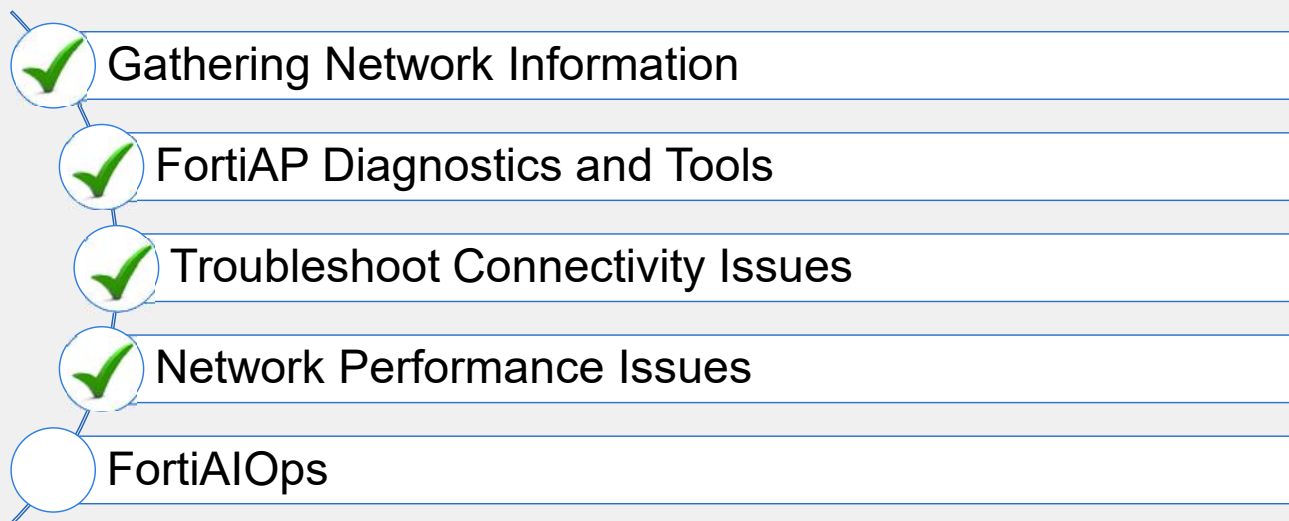 Gathering Network Information
FortiAP Diagnostics and Tools
Troubleshoot Connectivity Issues
Network Performance Issues
FortiAIOps